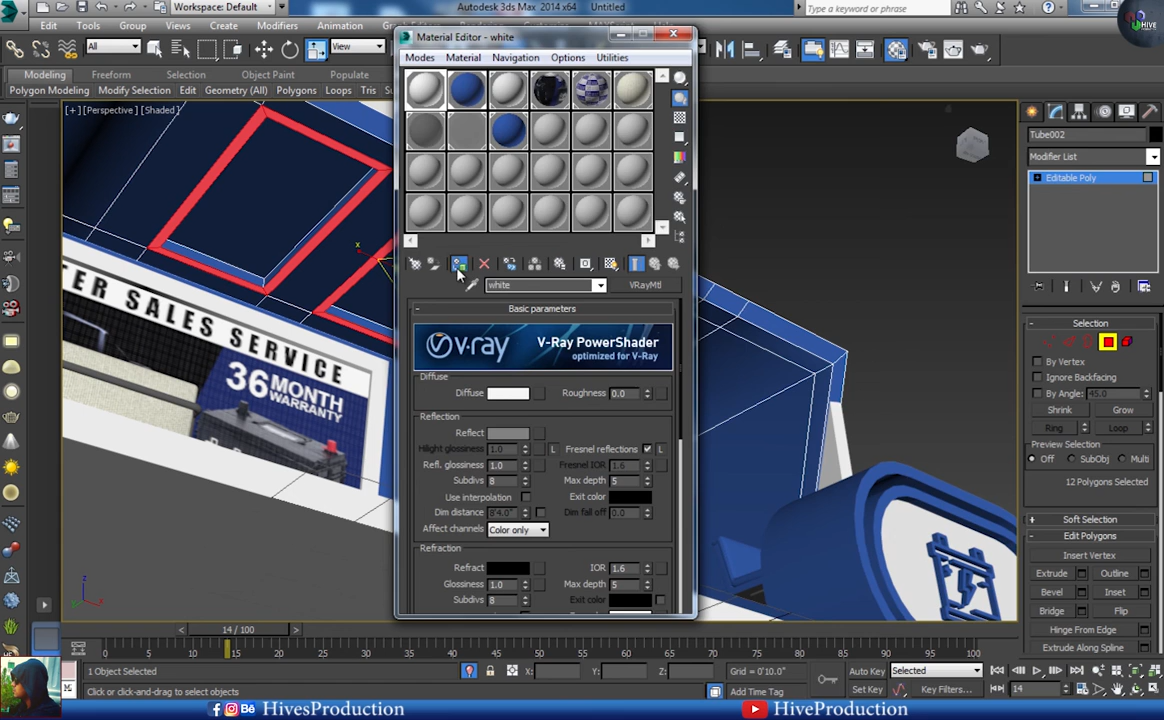 Workspace: Default
Autodesk 3ds Max 2014 x64
Untitled
Type a keyword or phrase
HIVE
Edit
Tools
Group
Views
Create
Modifiers
Animation
All
View
Modeling
Freeform
Selection
Object Paint
Populate
Polygon Modeling
Modify Selection
Edit
Geometry (All)
Polygons
Loops
Tris
[+] [Perspective] [Shaded]
Material Editor - white
Modes
Material
Navigation
Options
Utilities
white
VRayMtl
Basic parameters
v·ray
V-Ray PowerShader
optimized for V-Ray
Diffuse
Diffuse
Roughness
0.0
Reflection
Reflect
Hilight glossiness
1.0
L
Fresnel reflections
L
Refl. glossiness
1.0
Fresnel IOR
1.6
Subdivs
8
Max depth
5
Use interpolation
Exit color
Dim distance
8'4.0"
Dim fall off
0.0
Affect channels
Color only
Refraction
Refract
IOR
1.6
Glossiness
1.0
Max depth
5
Subdivs
8
Exit color
TER SALES SERVICE
36 MONTH
WARRANTY
Tube002
Modifier List
Editable Poly
Selection
By Vertex
Ignore Backfacing
By Angle:
45.0
Shrink
Grow
Ring
Loop
Preview Selection
Off
SubObj
Multi
12 Polygons Selected
Soft Selection
Edit Polygons
Insert Vertex
Extrude
Outline
Bevel
Inset
Bridge
Flip
Hinge From Edge
Extrude Along Spline
14 / 100
0
5
10
15
20
25
30
35
40
45
50
55
60
65
70
75
80
85
90
95
100
1 Object Selected
X:
Y:
Z:
Grid = 0'10.0"
Auto Key
Selected
Click or click-and-drag to select objects
Add Time Tag
Set Key
Key Filters...
14
HivesProduction
HiveProduction